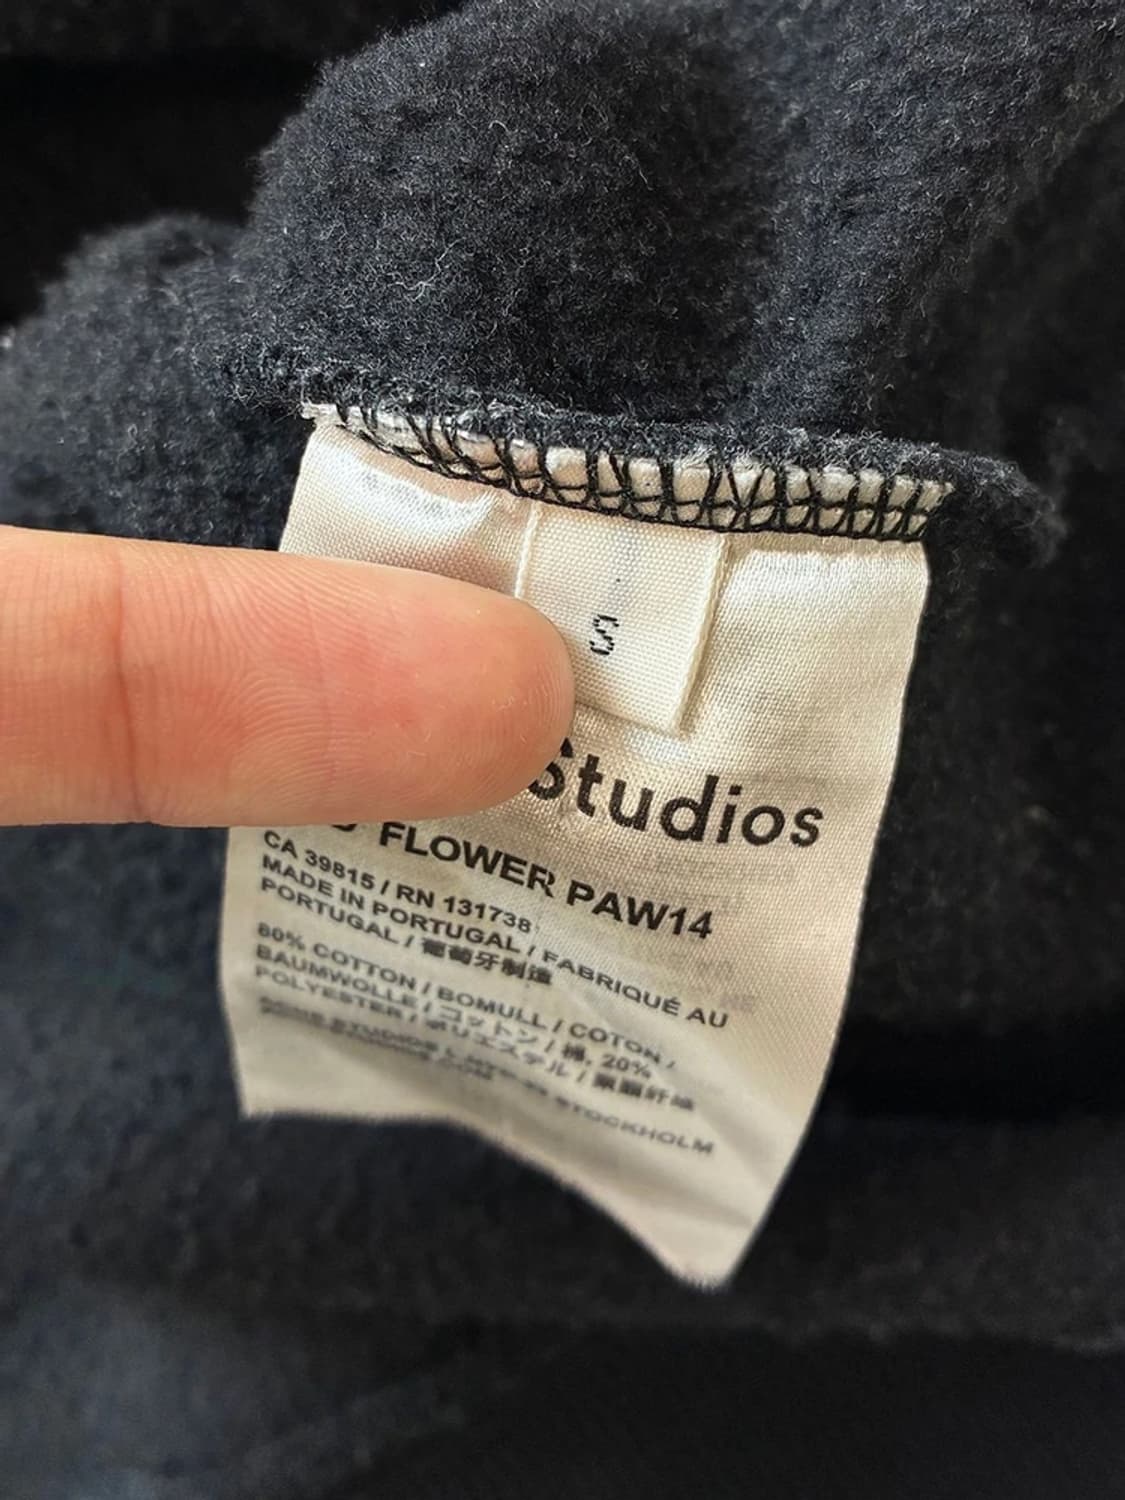 S
Studios
FLOWER PAW14
CA 39815 / RN 131738
MADE IN PORTUGAL / FABRIQUÉ AU
PORTUGAL / 葡萄牙制造
80% COTTON / BOMULL / COTON /
BAUMWOLLE / コットン / 棉, 20%
POLYESTER / ポリエステル / 聚酯纤维
STUDIOS STOCKHOLM